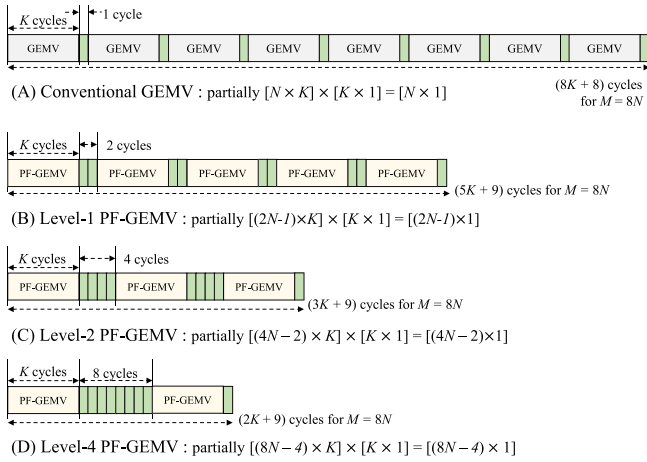 K cycles 1 cycle
GEMV GEMV GEMV GEMV GEMV GEMV GEMV GEMV
(8K + 8) cycles
for M = 8N
(A) Conventional GEMV : partially [N × K] × [K × 1] = [N × 1]
K cycles 2 cycles
PF-GEMV PF-GEMV PF-GEMV PF-GEMV PF-GEMV
(5K + 9) cycles for M = 8N
(B) Level-1 PF-GEMV : partially [(2N-1)×K] × [K × 1] = [(2N-1)×1]
K cycles 4 cycles
PF-GEMV PF-GEMV PF-GEMV
(3K + 9) cycles for M = 8N
(C) Level-2 PF-GEMV : partially [(4N − 2) × K] × [K × 1] = [(4N − 2)×1]
K cycles 8 cycles
PF-GEMV PF-GEMV
(2K + 9) cycles for M = 8N
(D) Level-4 PF-GEMV : partially [(8N − 4) × K] × [K × 1] = [(8N − 4) × 1]